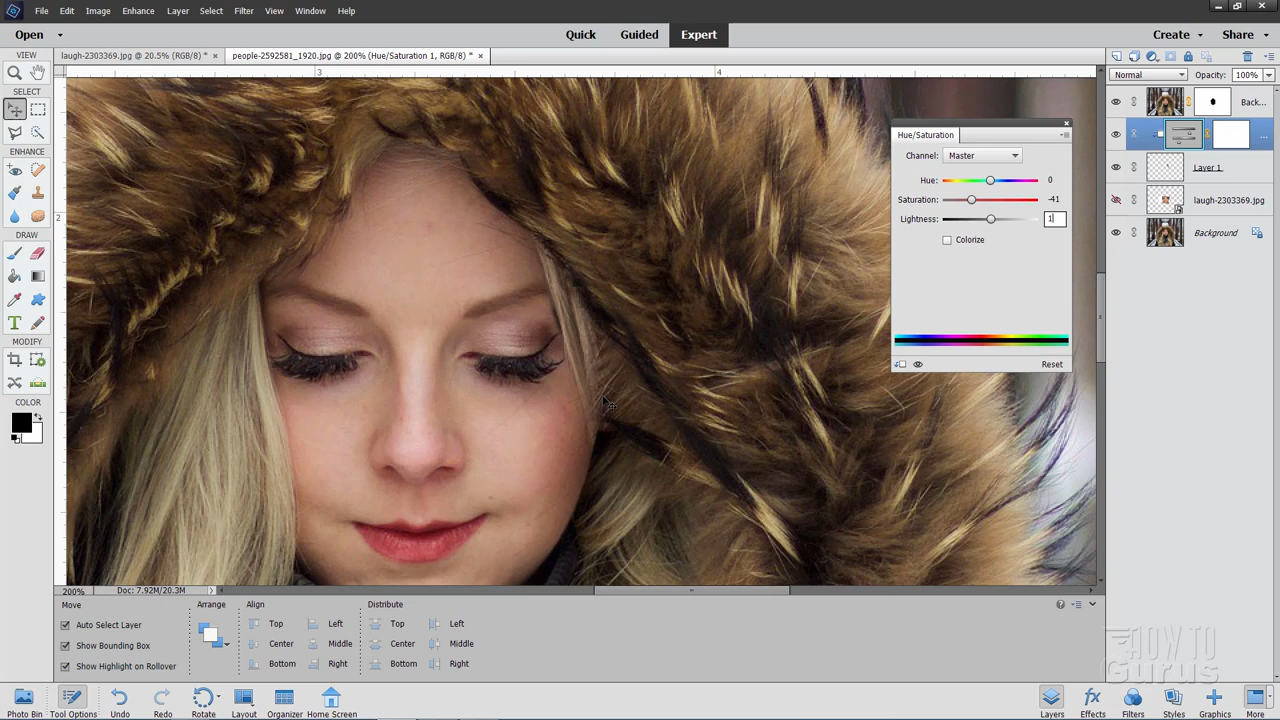 File Edit Image Enhance Layer Select Filter View Window Help
Open Quick Guided Expert Create Share
VIEW
laugh-2303369.jpg @ 20.5% (RGB/8) * × people-2592581_1920.jpg @ 200% (Hue/Saturation 1, RGB/8) * ×
3 4
Normal Opacity: 100%
SELECT
Back...
Hue/Saturation
...
ENHANCE
Channel: Master
Layer 1
Hue: 0
Saturation: -41
laugh-2303369.jpg
2
Lightness: 1
DRAW
Background
Colorize
MODIFY
Reset
COLOR
200% Doc: 7.92M/20.3M
Move Arrange Align Distribute
Auto Select Layer Top Left Top Left
Show Bounding Box Center Middle Center Middle
Show Highlight on Rollover Bottom Right Bottom Right
HOW TO
Gurus
Photo Bin Tool Options Undo Redo Rotate Layout Organizer Home Screen Layers Effects Filters Styles Graphics More